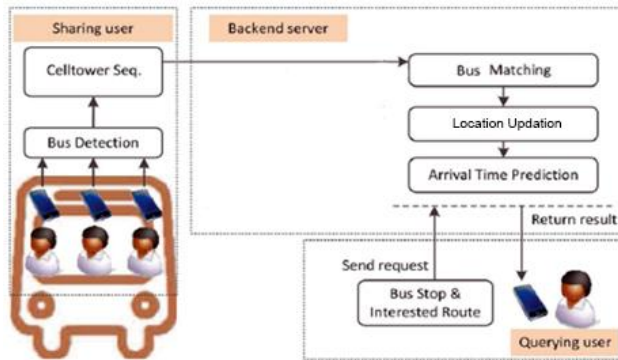 Sharing user
Celltower Seq.
Bus Detection
Backend server
Bus Matching
Location Updation
Arrival Time Prediction
Return result
Send request
Bus Stop &
Interested Route
Querying user